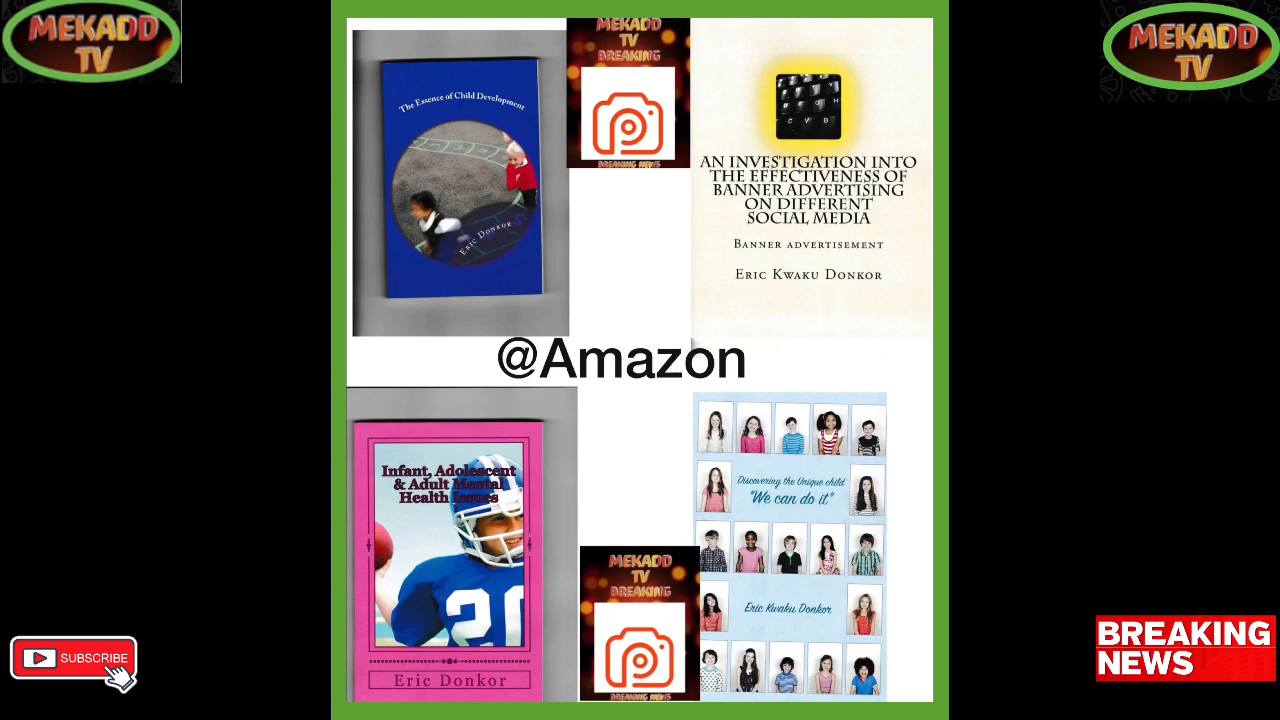 MEKADD
TV
MEKADD
TV
BREAKING
BREAKING NEWS
MEKADD
TV
The Essence of Child Development
Eric Donkor
Y
G H
C V B
AN INVESTIGATION INTO
THE EFFECTIVENESS OF
BANNER ADVERTISING
ON DIFFERENT
SOCIAL MEDIA
BANNER ADVERTISEMENT
ERIC KWAKU DONKOR
@Amazon
Infant, Adolescent
& Adult Mental
Health Issues
20
Eric Donkor
MEKADD
TV
BREAKING
BREAKING NEWS
Discovering the Unique child
"We can do it"
Eric Kwaku Donkor
SUBSCRIBE
BREAKING
NEWS